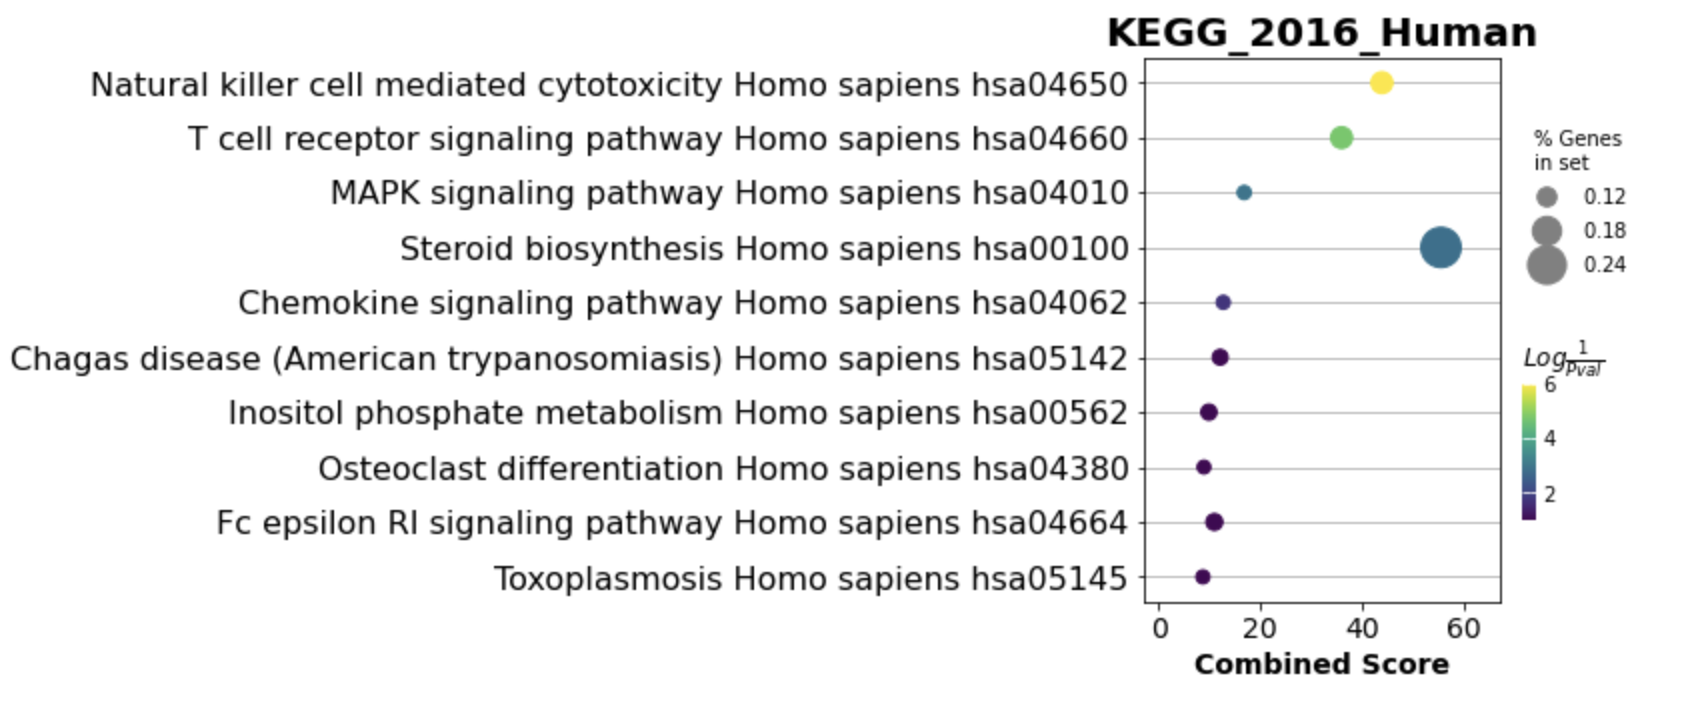 KEGG_2016_Human
Natural killer cell mediated cytotoxicity Homo sapiens hsa04650
T cell receptor signaling pathway Homo sapiens hsa04660
MAPK signaling pathway Homo sapiens hsa04010
Steroid biosynthesis Homo sapiens hsa00100
Chemokine signaling pathway Homo sapiens hsa04062
Chagas disease (American trypanosomiasis) Homo sapiens hsa05142
Inositol phosphate metabolism Homo sapiens hsa00562
Osteoclast differentiation Homo sapiens hsa04380
Fc epsilon RI signaling pathway Homo sapiens hsa04664
Toxoplasmosis Homo sapiens hsa05145
0 20 40 60
Combined Score
% Genes
in set
0.12
0.18
0.24
Log 1/Pval
6
4
2